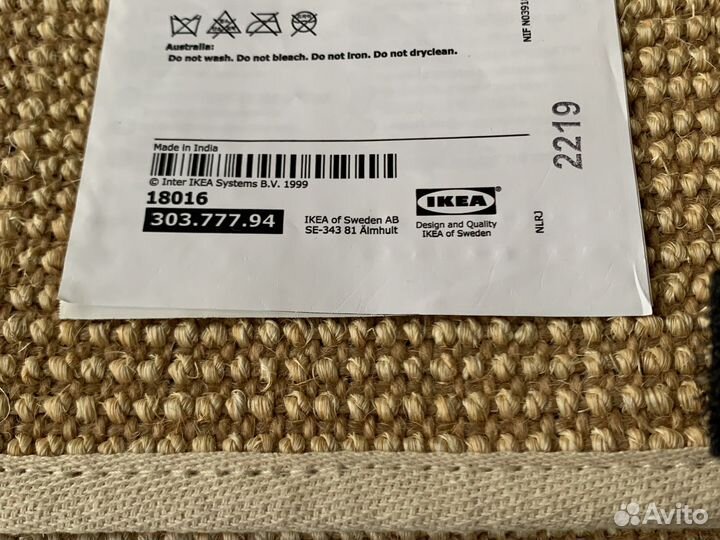 Australia:
Do not wash. Do not bleach. Do not iron. Do not dryclean.
Made in India
© Inter IKEA Systems B.V. 1999
18016
303.777.94
IKEA of Sweden AB
SE-343 81 Älmhult
IKEA
Design and Quality
IKEA of Sweden
NLRJ
2219
NIF
Avito